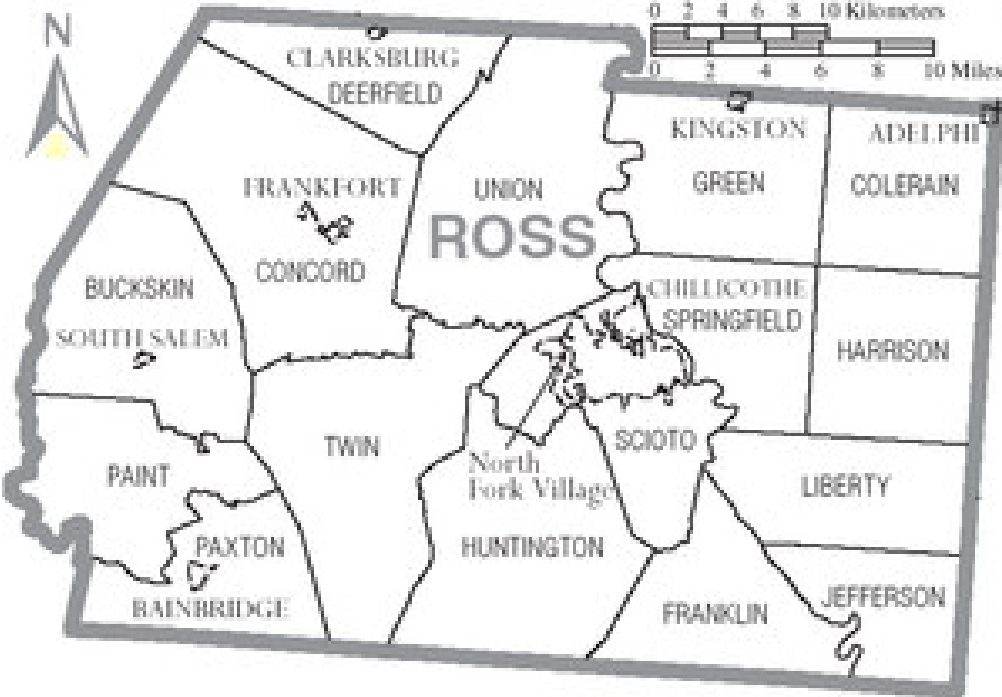 N
0 2 4 6 8 10 Kilometers
0 2 4 6 8 10 Miles
CLARKSBURG
DEERFIELD
KINGSTON
ADELPHI
GREEN
COLERAIN
FRANKFORT
UNION
ROSS
CONCORD
BUCKSKIN
CHILLICOTHE
SPRINGFIELD
SOUTH SALEM
HARRISON
TWIN
SCIOTO
PAINT
North
Fork Village
LIBERTY
PAXTON
HUNTINGTON
BAINBRIDGE
FRANKLIN
JEFFERSON